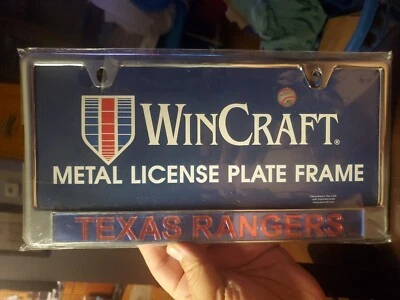 WINCRAFT®
METAL LICENSE PLATE FRAME
TEXAS RANGERS